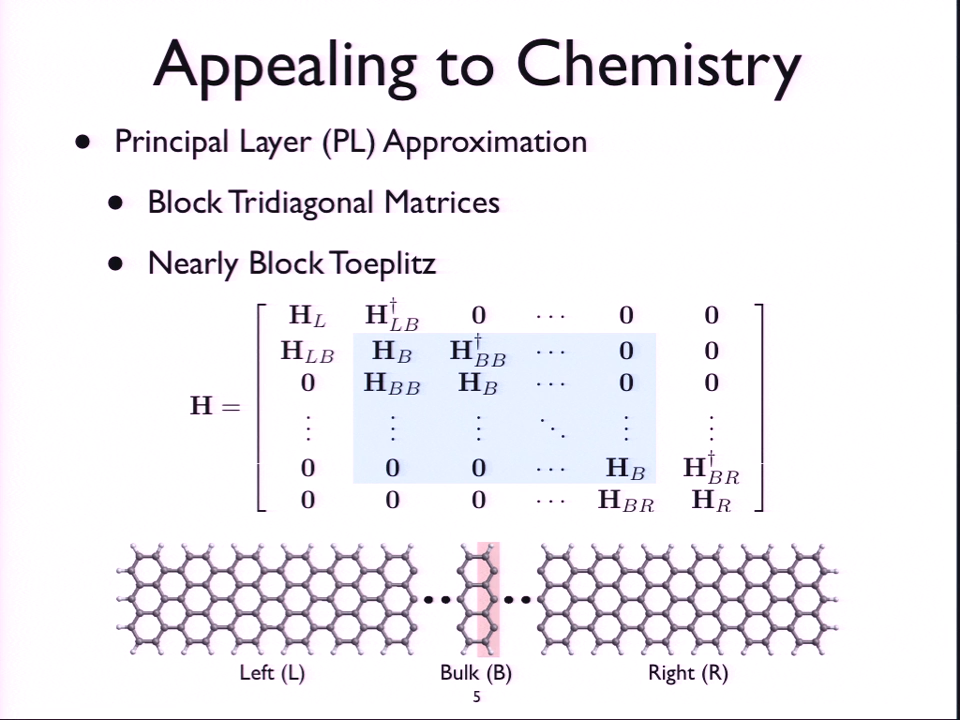 Appealing to Chemistry
• Principal Layer (PL) Approximation
• Block Tridiagonal Matrices
• Nearly Block Toeplitz
H_L H†_LB 0 ··· 0 0
H_LB H_B H†_BB ··· 0 0
0 H_BB H_B ··· 0 0
H =
⋮ ⋮ ⋮ ⋱ ⋮ ⋮
0 0 0 ··· H_B H†_BR
0 0 0 ··· H_BR H_R
Left (L) Bulk (B) Right (R)
5